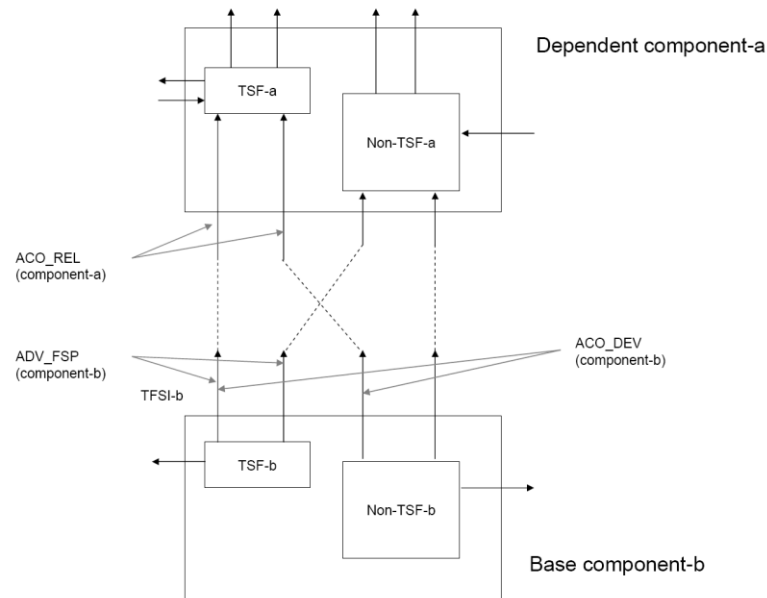 Dependent component-a
TSF-a
Non-TSF-a
ACO_REL
(component-a)
ADV_FSP
(component-b)
ACO_DEV
(component-b)
TFSI-b
TSF-b
Non-TSF-b
Base component-b